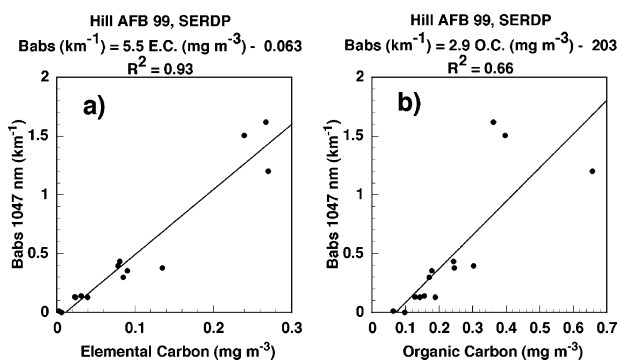 Hill AFB 99, SERDP
Babs (km⁻¹) = 5.5 E.C. (mg m⁻³) - 0.063
R² = 0.93
a)
2
1.5
1
0.5
0
Babs 1047 nm (km⁻¹)
0 0.1 0.2 0.3
Elemental Carbon (mg m⁻³)
Hill AFB 99, SERDP
Babs (km⁻¹) = 2.9 O.C. (mg m⁻³) - 203
R² = 0.66
b)
2
1.5
1
0.5
0
Babs 1047 nm (km⁻¹)
0 0.1 0.2 0.3 0.4 0.5 0.6 0.7
Organic Carbon (mg m⁻³)